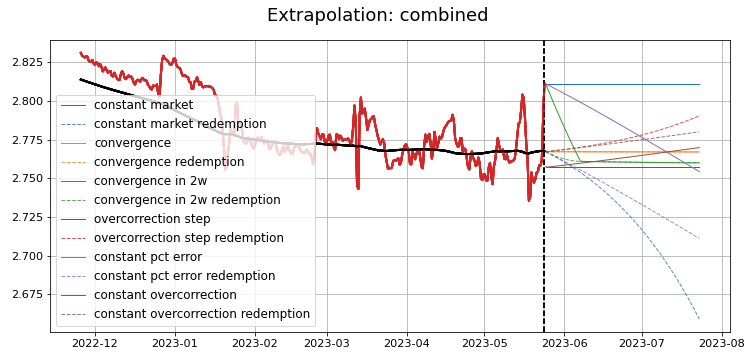 Extrapolation: combined
2.825
2.800
2.775
2.750
2.725
2.700
2.675
constant market
constant market redemption
convergence
convergence redemption
convergence in 2w
convergence in 2w redemption
overcorrection step
overcorrection step redemption
constant pct error
constant pct error redemption
constant overcorrection
constant overcorrection redemption
2022-12 2023-01 2023-02 2023-03 2023-04 2023-05 2023-06 2023-07 2023-08